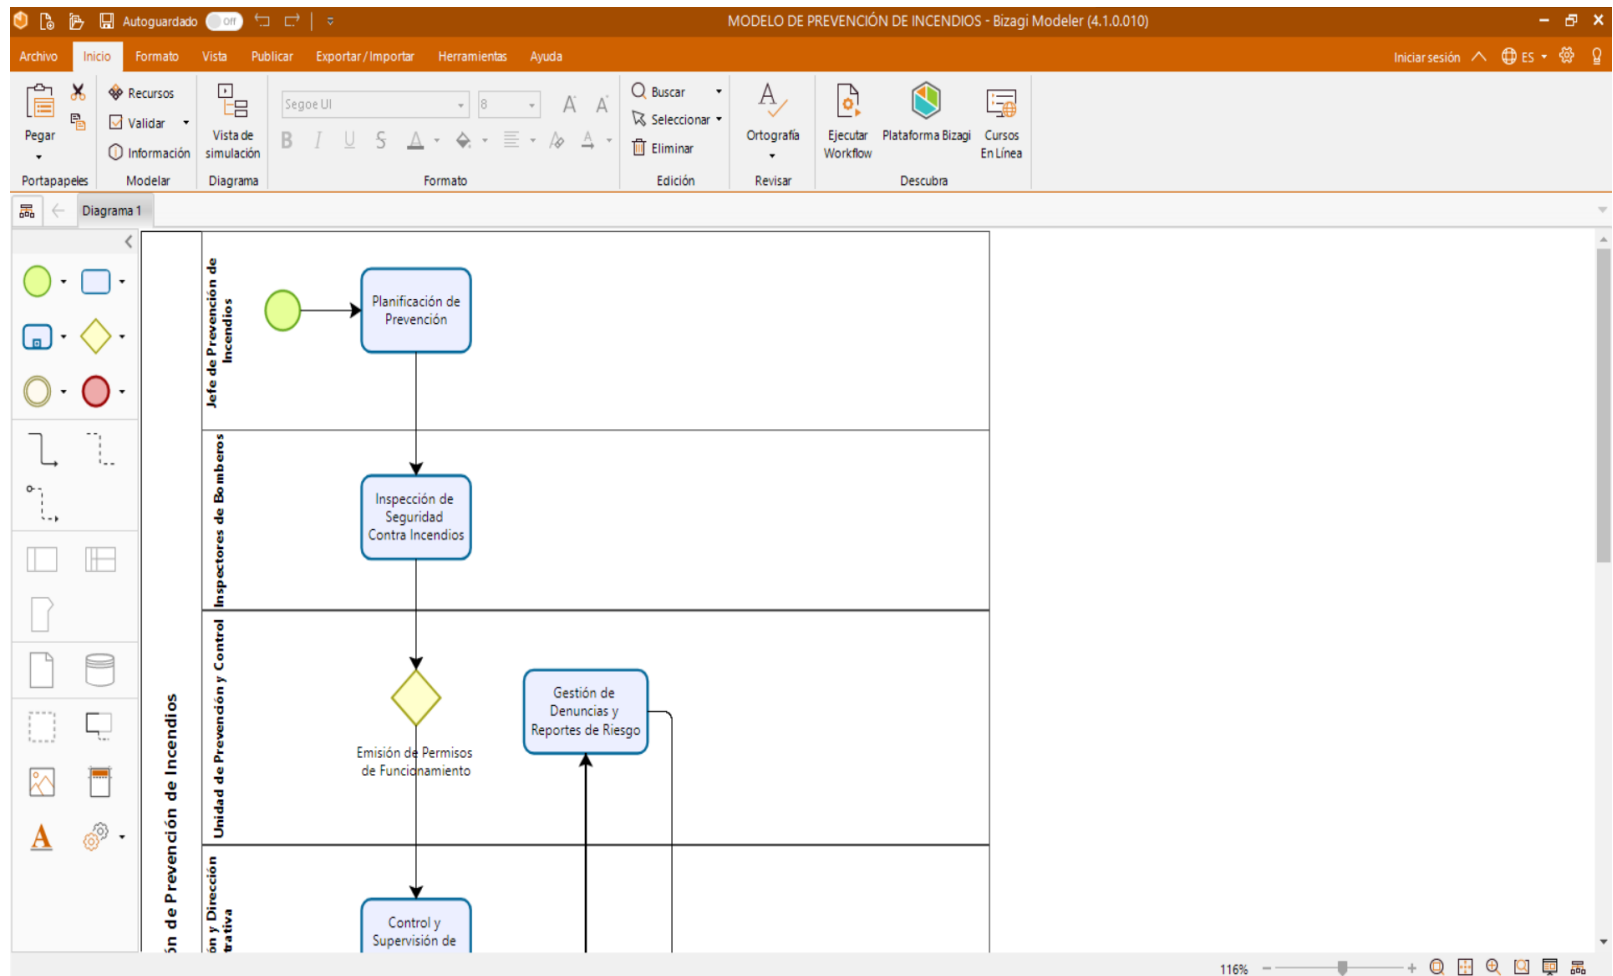 Autoguardado Off
MODELO DE PREVENCIÓN DE INCENDIOS - Bizagi Modeler (4.1.0.010)
Archivo Inicio Formato Vista Publicar Exportar / Importar Herramientas Ayuda
Iniciar sesión ES
Pegar
Portapapeles
Recursos
Validar
Información
Modelar
Vista de
simulación
Diagrama
Segoe UI 8
A A
B I U S A A
Formato
Buscar
Seleccionar
Eliminar
Edición
Ortografía
Revisar
Ejecutar
Workflow
Plataforma Bizagi
Cursos
En Línea
Descubra
Diagrama 1
ón de Prevención de Incendios
Jefe de Prevención de
Incendios
Planificación de
Prevención
Inspectores de Bomberos
Inspección de
Seguridad
Contra Incendios
Unidad de Prevención y Control
Emisión de Permisos
de Funcionamiento
Gestión de
Denuncias y
Reportes de Riesgo
ón y Dirección
trativa
Control y
Supervisión de
A
116%